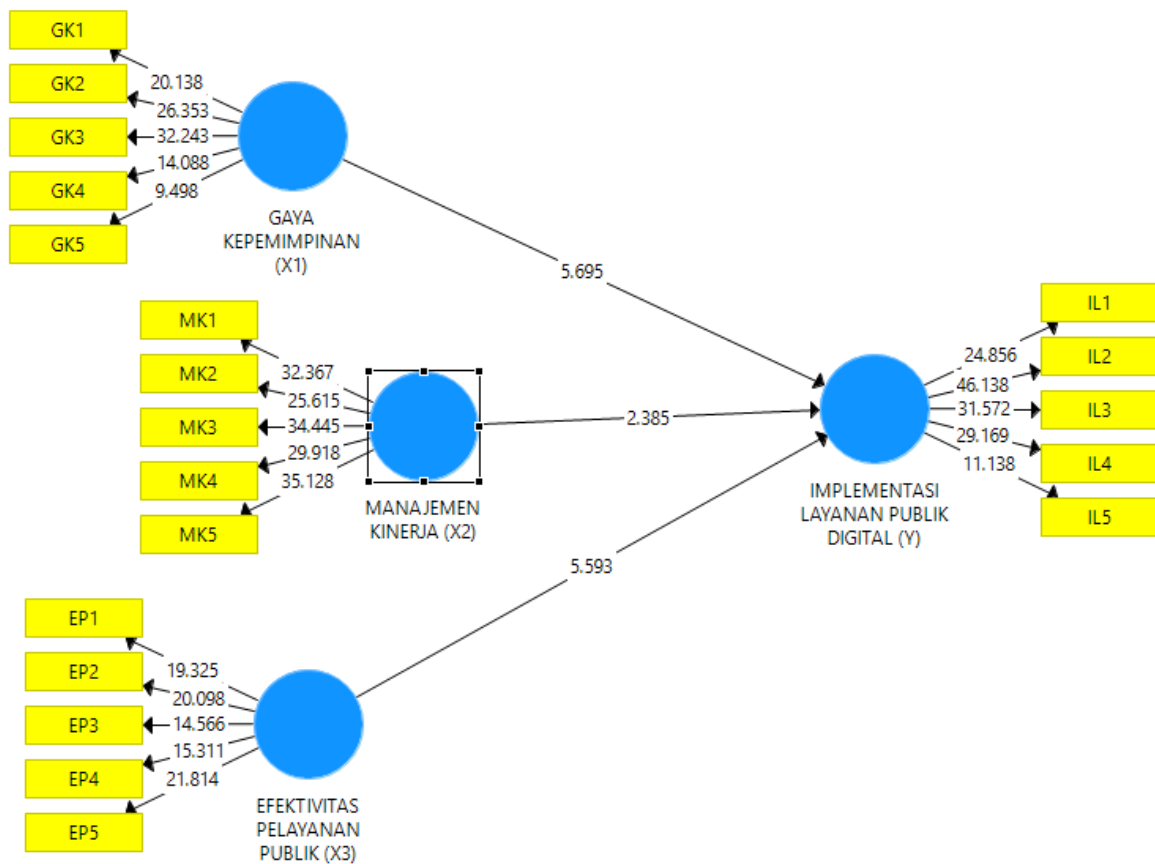 GK1
20.138
GK2
26.353
GK3
32.243
14.088
GK4
9.498
GK5
GAYA
KEPEMIMPINAN
(X1)
5.695
MK1
32.367
MK2
25.615
MK3
34.445
29.918
MK4
35.128
MK5
MANAJEMEN
KINERJA (X2)
2.385
IL1
24.856
IL2
46.138
IL3
31.572
29.169
IL4
11.138
IL5
IMPLEMENTASI
LAYANAN PUBLIK
DIGITAL (Y)
5.593
EP1
19.325
EP2
20.098
EP3
14.566
15.311
EP4
21.814
EP5
EFEKTIVITAS
PELAYANAN
PUBLIK (X3)